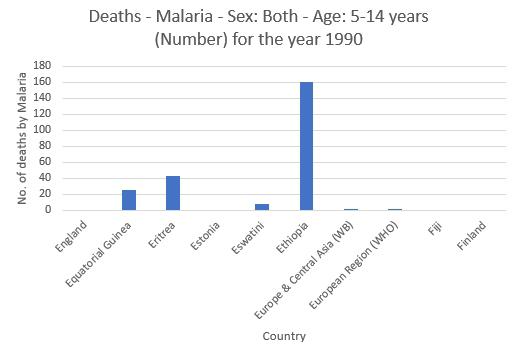 Deaths - Malaria - Sex: Both - Age: 5-14 years
(Number) for the year 1990
No. of deaths by Malaria
180
160
140
120
100
80
60
40
20
0
England
Equatorial Guinea
Eritrea
Estonia
Eswatini
Ethiopia
Europe & Central Asia (WB)
European Region (WHO)
Fiji
Finland
Country